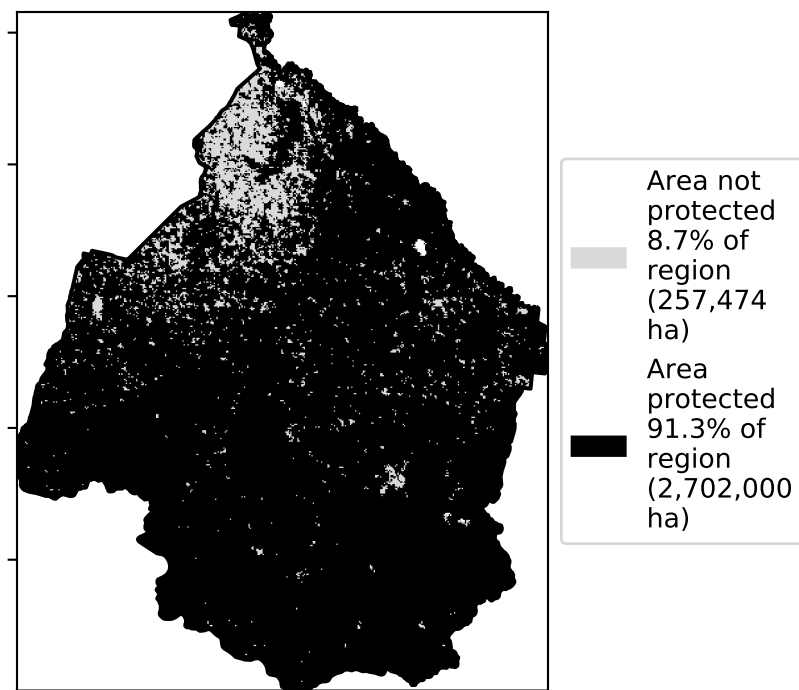 Area not
protected
8.7% of
region
(257,474
ha)
Area
protected
91.3% of
region
(2,702,000
ha)